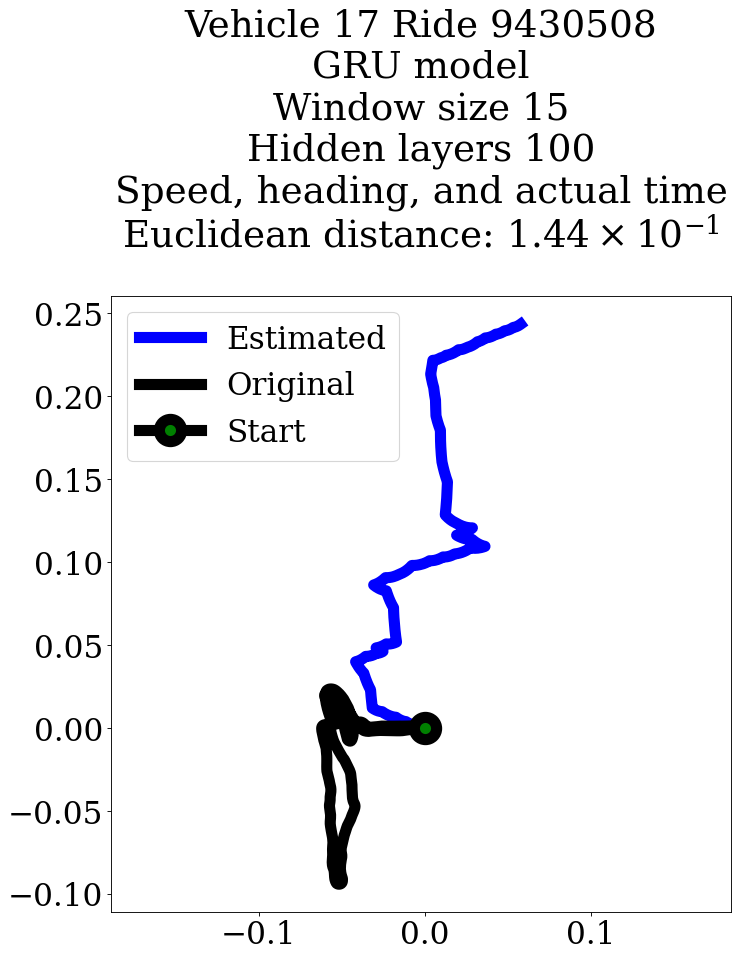 Vehicle 17 Ride 9430508
GRU model
Window size 15
Hidden layers 100
Speed, heading, and actual time
Euclidean distance: 1.44 × 10⁻¹
0.25
0.20
0.15
0.10
0.05
0.00
−0.05
−0.10
Estimated
Original
Start
−0.1
0.0
0.1